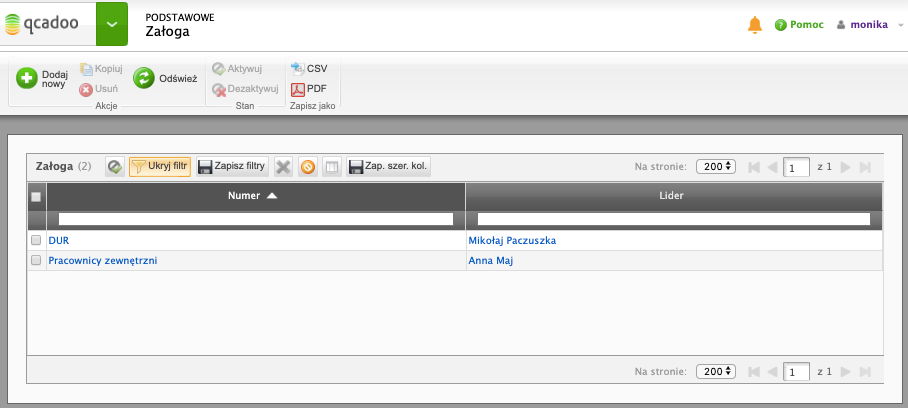 qcadoo
PODSTAWOWE
Załoga
Pomoc
monika
Dodaj nowy
Kopiuj
Usuń
Odśwież
Akcje
Aktywuj
Dezaktywuj
Stan
CSV
PDF
Zapisz jako
Załoga (2)
Ukryj filtr
Zapisz filtry
Zap. szer. kol.
Na stronie: 200
1 z 1
Numer
Lider
DUR
Mikołaj Paczuszka
Pracownicy zewnętrzni
Anna Maj
Na stronie: 200
1 z 1